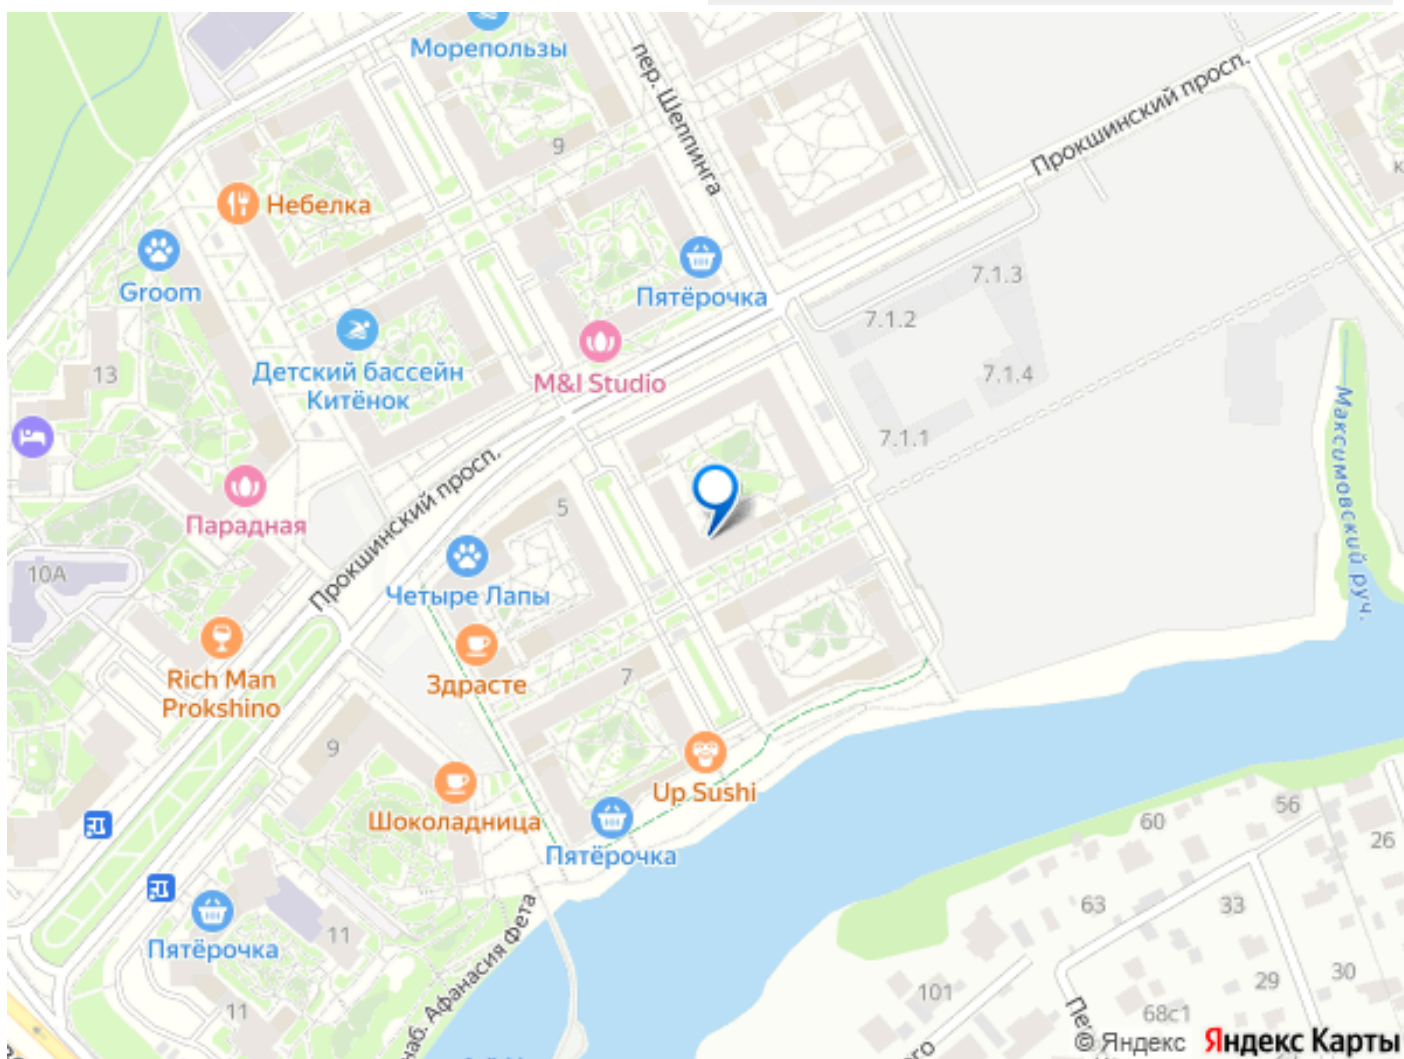 Морепользы
пер. Шеппинга
Прокшинский просп.
9
Небелка
Groom
Пятёрочка
7.1.3
7.1.2
M&I Studio
Детский бассейн
Китёнок
13
7.1.4
7.1.1
Максимовский руч.
Парадная
Прокшинский просп.
5
10А
Четыре Лапы
Здрасте
7
Rich Man
Prokshino
9
Up Sushi
Шоколадница
Пятёрочка
56
60
26
63
33
11
Пятёрочка
наб. Афанасия Фета
101
29
30
11
68с1
© Яндекс
Яндекс Карты